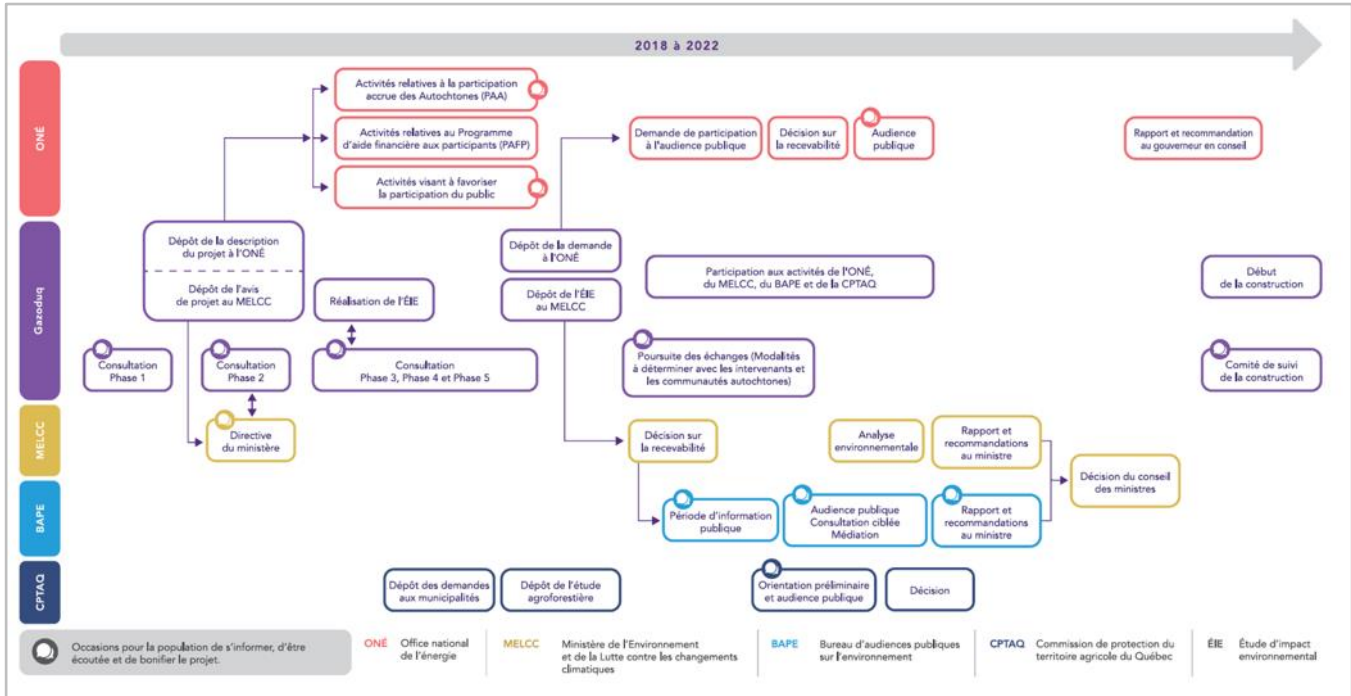 2018 à 2022
ONÉ
Activités relatives à la participation
accrue des Autochtones (PAA)
Activités relatives au Programme
d'aide financière aux participants (PAFP)
Activités visant à favoriser
la participation du public
Demande de participation
à l'audience publique
Décision sur
la recevabilité
Audience
publique
Rapport et recommandation
au gouverneur en conseil
Gazoduq
Dépôt de la description
du projet à l'ONÉ
Dépôt de l'avis
de projet au MELCC
Réalisation de l'ÉIE
Dépôt de la demande
à l'ONÉ
Dépôt de l'ÉIE
au MELCC
Participation aux activités de l'ONÉ,
du MELCC, du BAPE et de la CPTAQ
Début
de la construction
Consultation
Phase 1
Consultation
Phase 2
Consultation
Phase 3, Phase 4 et Phase 5
Poursuite des échanges (Modalités
à déterminer avec les intervenants et
les communautés autochtones)
Comité de suivi
de la construction
MELCC
Directive
du ministère
Décision sur
la recevabilité
Analyse
environnementale
Rapport et
recommandations
au ministre
Décision du conseil
des ministres
BAPE
Période d'information
publique
Audience publique
Consultation ciblée
Médiation
Rapport et
recommandations
au ministre
CPTAQ
Dépôt des demandes
aux municipalités
Dépôt de l'étude
agroforestière
Orientation préliminaire
et audience publique
Décision
Occasions pour la population de s'informer, d'être
écoutée et de bonifier le projet.
ONÉ
Office national
de l'énergie
MELCC
Ministère de l'Environnement
et de la Lutte contre les changements
climatiques
BAPE
Bureau d'audiences publiques
sur l'environnement
CPTAQ
Commission de protection du
territoire agricole du Québec
ÉIE
Étude d'impact
environnemental